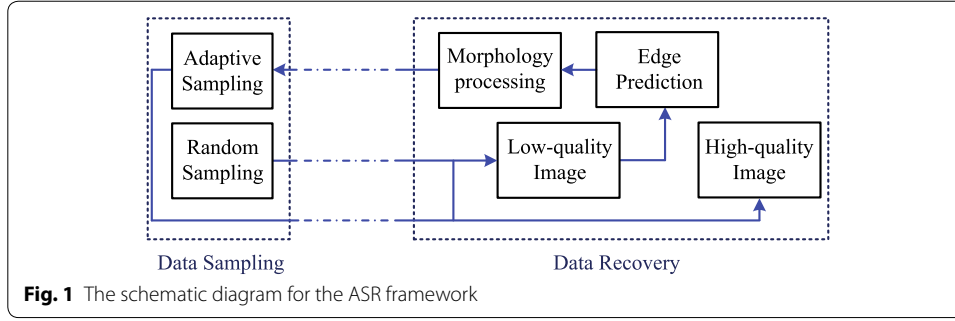 Adaptive
Sampling
Random
Sampling
Morphology
processing
Edge
Prediction
Low-quality
Image
High-quality
Image
Data Sampling
Data Recovery
Fig. 1 The schematic diagram for the ASR framework